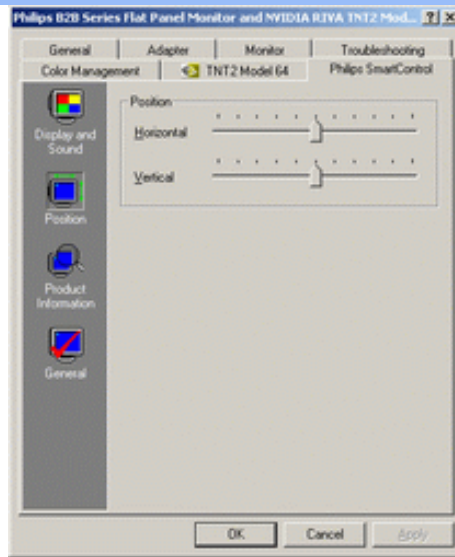 Philips B2B Series Flat Panel Monitor and NVIDIA RIVA TNT2 Mod...
General Adapter Monitor Troubleshooting
Color Management TNT2 Model 64 Philips SmartControl
Display and
Sound
Position
Product
Information
General
Position
Horizontal
Vertical
OK Cancel Apply